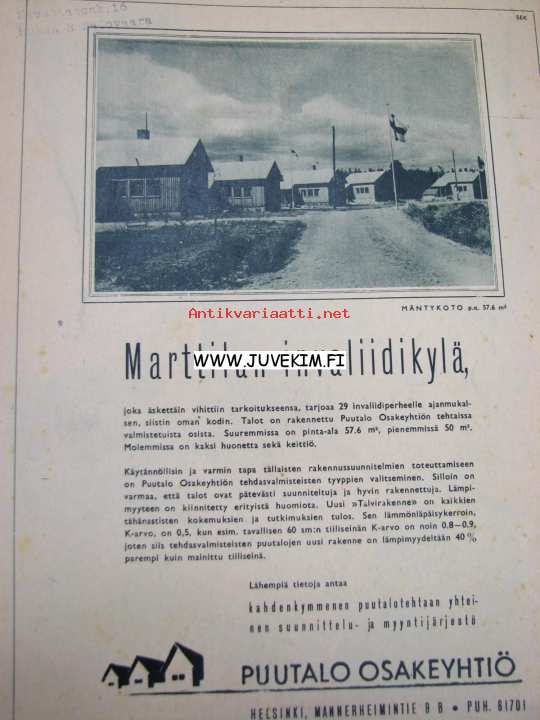 SEK
Antikvariaatti.net
MÄNTYKOTO p.a. 57.6 m²
Marttilan invaliidikylä,
WWW.JUVEKIM.FI
joka äskettäin vihittiin tarkoitukseensa, tarjoaa 29 invaliidiperheelle ajanmukai-
sen, siistin oman kodin. Talot on rakennettu Puutalo Osakeyhtiön tehtaissa
valmistetuista osista. Suuremmissa on pinta-ala 57.6 m², pienemmissä 50 m².
Molemmissa on kaksi huonetta sekä keittiö.
Käytännöllisin ja varmin tapa tällaisten rakennussuunnitelmien toteuttamiseen
on Puutalo Osakeyhtiön tehdasvalmisteisten tyyppien valitseminen. Silloin on
varmaa, että talot ovat pätevästi suunniteltuja ja hyvin rakennettuja. Lämpi-
myyteen on kiinnitetty erityistä huomiota. Uusi »Talvirakenne» on kaikkien
tähänastisten kokemuksien ja tutkimuksien tulos. Sen lämmönläpäisykerroin,
K-arvo, on 0,5, kun esim. tavallisen 60 sm:n tiiliseinän K-arvo on noin 0.8—0.9,
joten siis tehdasvalmisteisten puutalojen uusi rakenne on lämpimyydeltään 40 %
parempi kuin mainittu tiiliseinä.
Lähempiä tietoja antaa
kahdenkymmenen puutalotehtaan yhtei-
nen suunnittelu- ja myyntijärjestö
PUUTALO OSAKEYHTIÖ
HELSINKI, MANNERHEIMINTIE 9 B • PUH. 61701